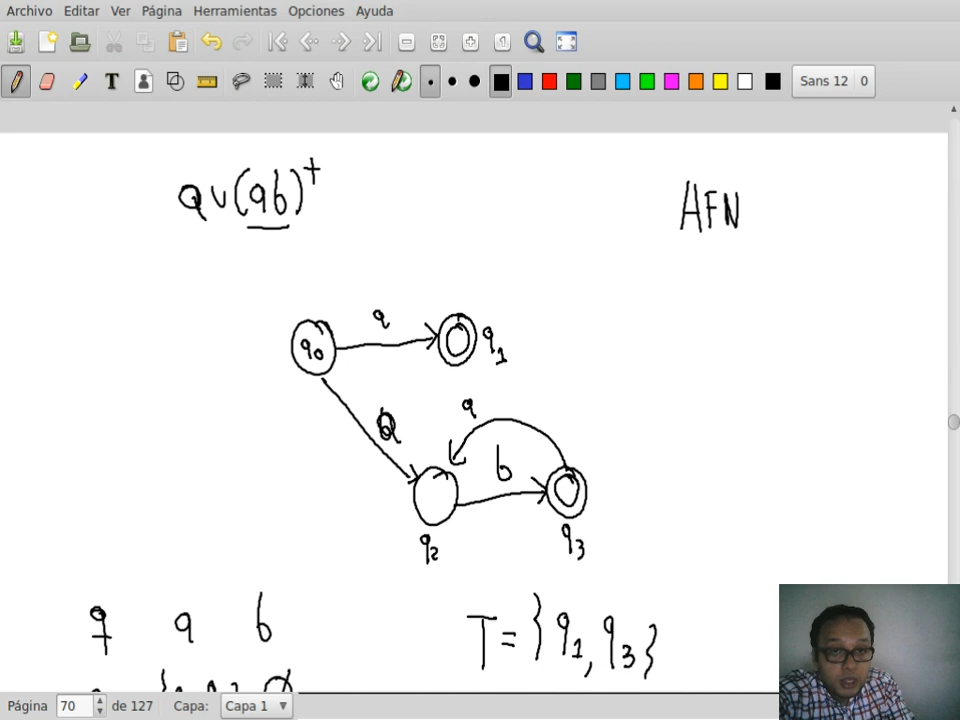 Archivo Editar Ver Página Herramientas Opciones Ayuda
Sans 12 0
a∪(ab)⁺
AFN
q0
a
q1
a
a
b
q2
q3
q a b
T = {q1, q3}
Página 70 de 127 Capa: Capa 1